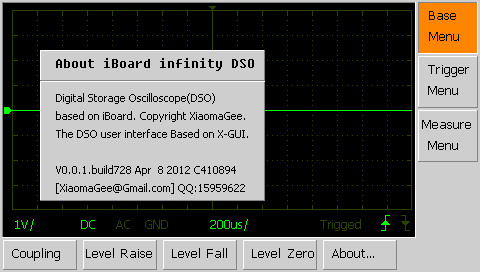 About iBoard infinity DSO
Digital Storage Oscilloscope(DSO)
based on iBoard. Copyright XiaomaGee.
The DSO user interface Based on X-GUI.
V0.0.1.build728 Apr 8 2012 C410894
[XiaomaGee@Gmail.com] QQ:15959622
1V/ DC AC GND 200us/ Trigged
Base
Menu
Trigger
Menu
Measure
Menu
Coupling Level Raise Level Fall Level Zero About...